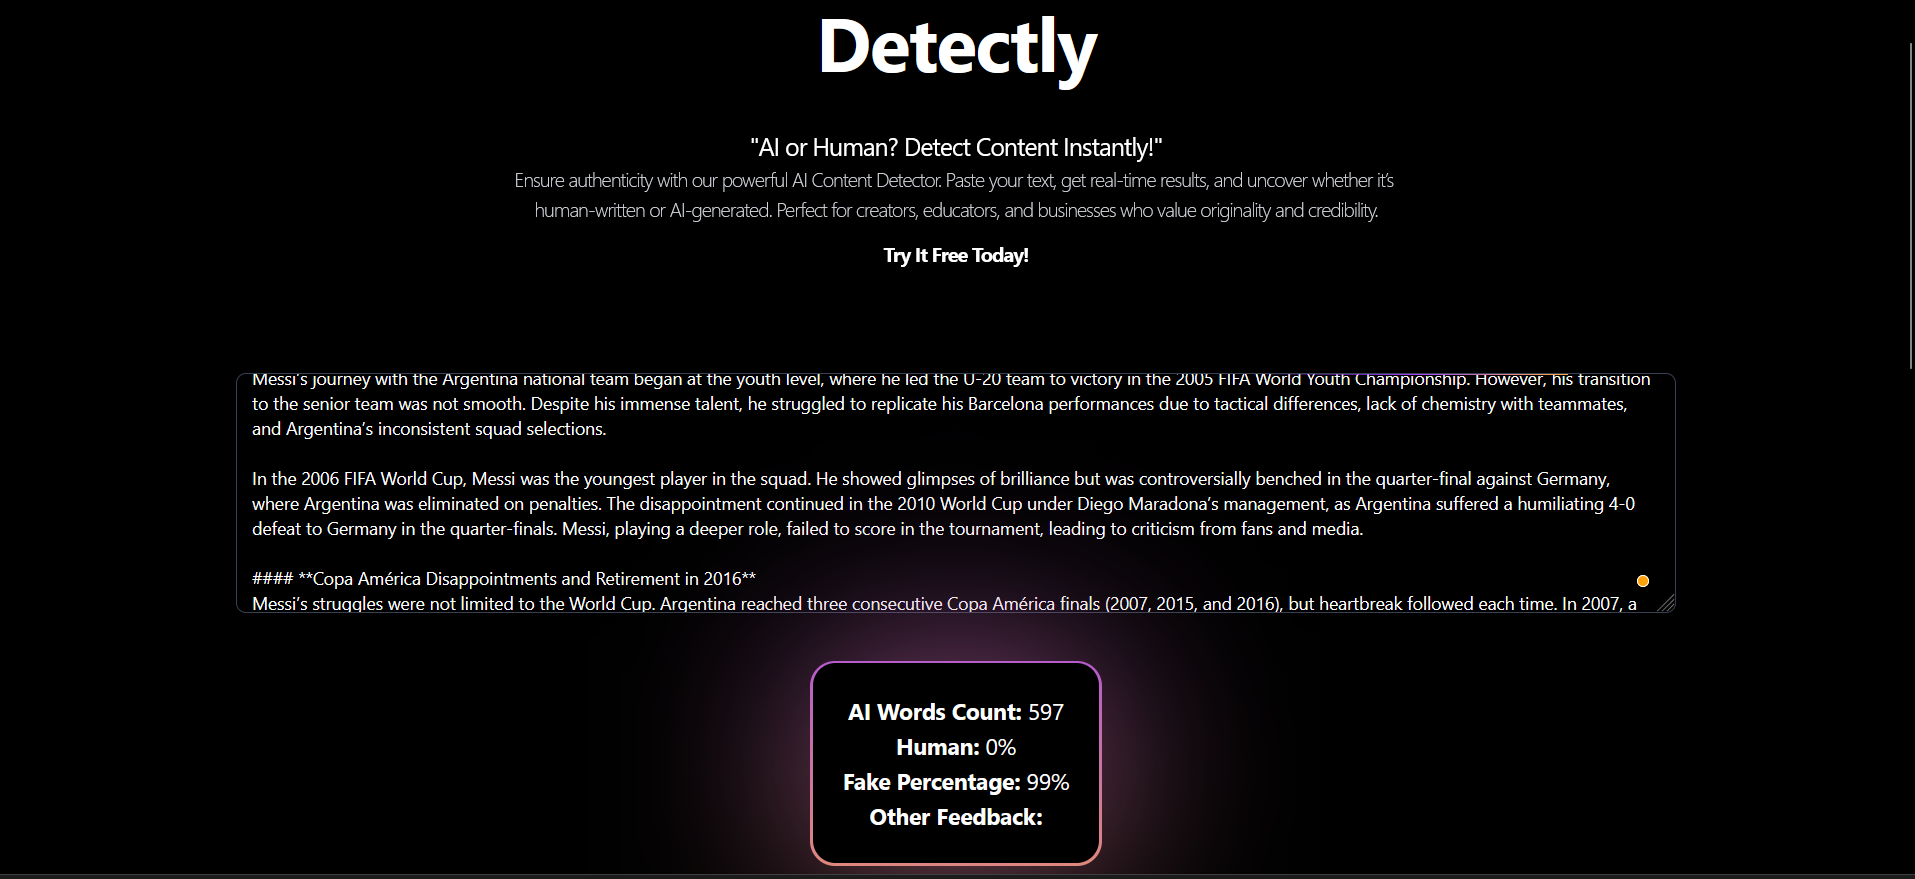 Detectly
"AI or Human? Detect Content Instantly!"
Ensure authenticity with our powerful AI Content Detector. Paste your text, get real-time results, and uncover whether it’s
human-written or AI-generated. Perfect for creators, educators, and businesses who value originality and credibility.
Try It Free Today!
Messi’s journey with the Argentina national team began at the youth level, where he led the U-20 team to victory in the 2005 FIFA World Youth Championship. However, his transition
to the senior team was not smooth. Despite his immense talent, he struggled to replicate his Barcelona performances due to tactical differences, lack of chemistry with teammates,
and Argentina’s inconsistent squad selections.
In the 2006 FIFA World Cup, Messi was the youngest player in the squad. He showed glimpses of brilliance but was controversially benched in the quarter-final against Germany,
where Argentina was eliminated on penalties. The disappointment continued in the 2010 World Cup under Diego Maradona’s management, as Argentina suffered a humiliating 4-0
defeat to Germany in the quarter-finals. Messi, playing a deeper role, failed to score in the tournament, leading to criticism from fans and media.
#### **Copa América Disappointments and Retirement in 2016**
Messi’s struggles were not limited to the World Cup. Argentina reached three consecutive Copa América finals (2007, 2015, and 2016), but heartbreak followed each time. In 2007, a
AI Words Count: 597
Human: 0%
Fake Percentage: 99%
Other Feedback: